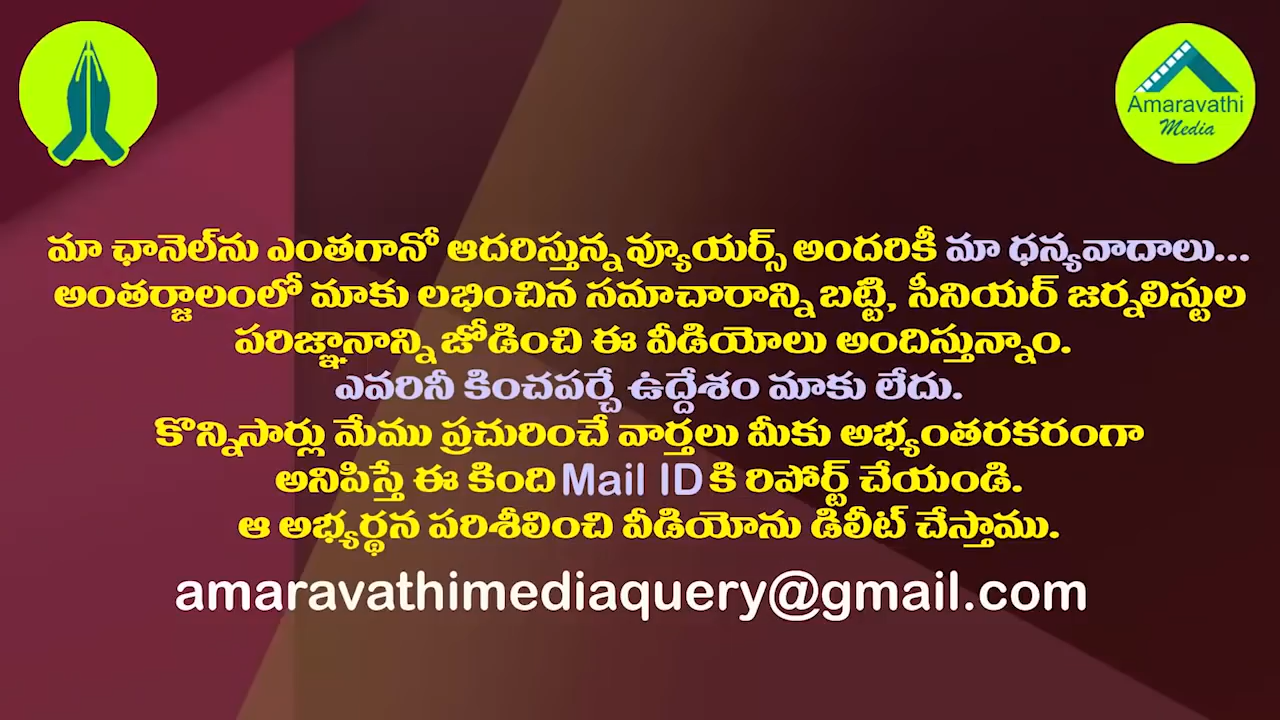 Amaravathi
Media
మా ఛానెల్‌ను ఎంతగానో ఆదరిస్తున్న వ్యూయర్స్ అందరికీ మా ధన్యవాదాలు...
అంతర్జాలంలో మాకు లభించిన సమాచారాన్ని బట్టి, సీనియర్ జర్నలిస్టుల
పరిజ్ఞానాన్ని జోడించి ఈ వీడియోలు అందిస్తున్నాం.
ఎవరినీ కించపర్చే ఉద్దేశం మాకు లేదు.
కొన్నిసార్లు మేము ప్రచురించే వార్తలు మీకు అభ్యంతరకరంగా
అనిపిస్తే ఈ కింది Mail ID కి రిపోర్ట్ చేయండి.
ఆ అభ్యర్థన పరిశీలించి వీడియోను డిలీట్ చేస్తాము.
amaravathimediaquery@gmail.com